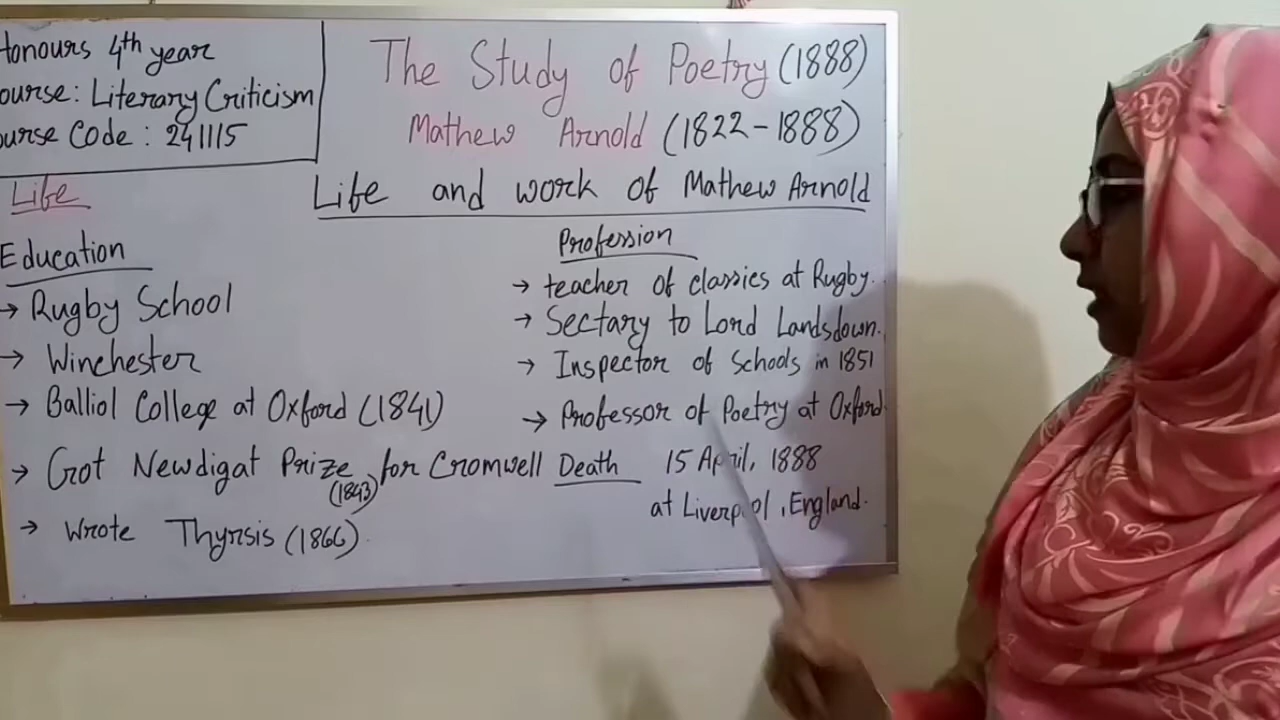 Honours 4th year
ourse: Literary Criticism
ourse Code: 241115
The Study of Poetry (1888)
Mathew Arnold (1822-1888)
Life and work of Mathew Arnold
Life
Education
→ Rugby School
→ Winchester
→ Balliol College at Oxford (1841)
→ Got Newdigat Prize for Cromwell
(1843)
→ Wrote Thyrsis (1866).
Profession
→ teacher of classics at Rugby.
→ Sectary to Lord Landsdown.
→ Inspector of Schools in 1851
→ Professor of Poetry at Oxford.
Death 15 April, 1888
at Liverpool, England.